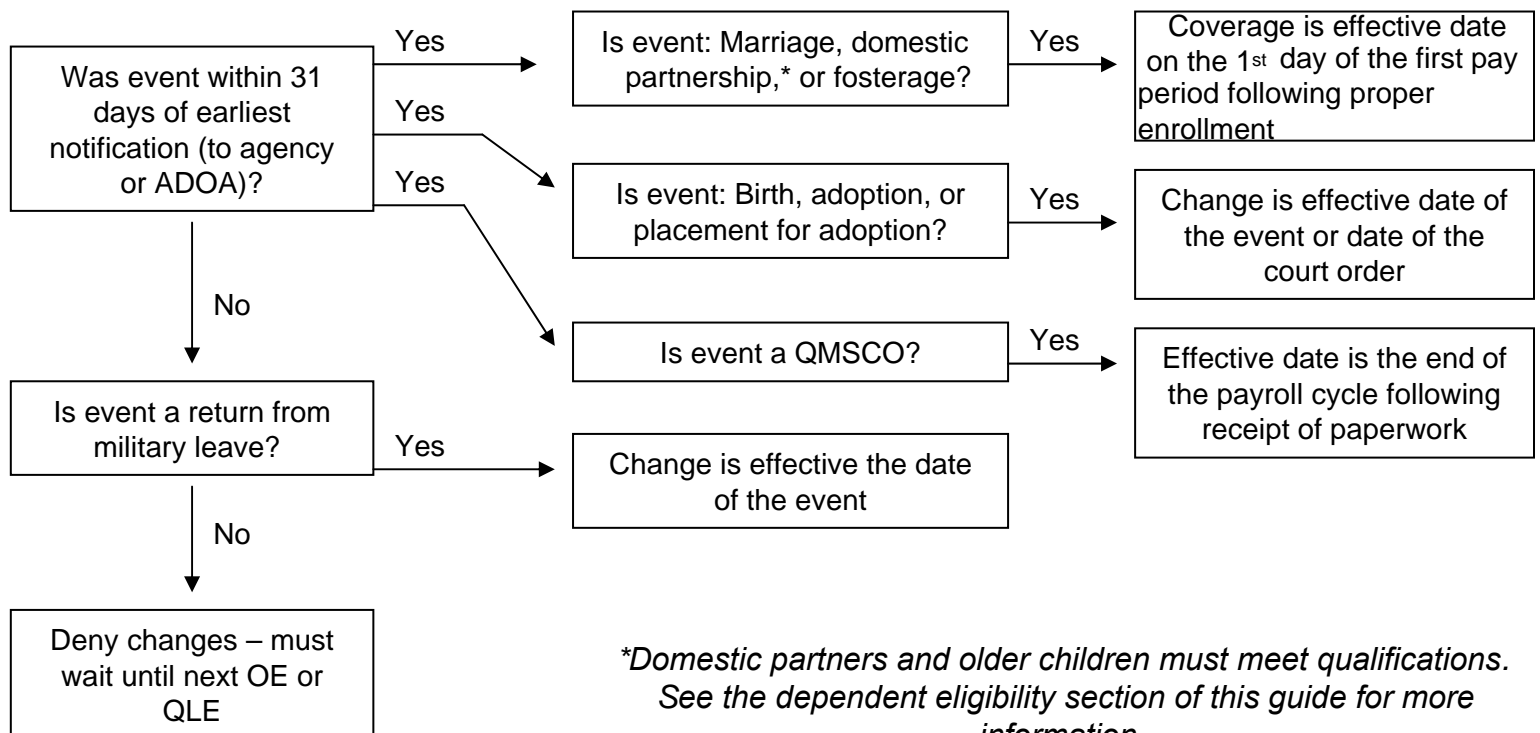 Was event within 31
days of earliest
notification (to agency
or ADOA)?
Yes
Is event: Marriage, domestic
partnership,* or fosterage?
Yes
Coverage is effective date
on the 1st day of the first pay
period following proper
enrollment
Yes
Is event: Birth, adoption, or
placement for adoption?
Yes
Change is effective date of
the event or date of the
court order
Yes
Is event a QMSCO?
Yes
Effective date is the end of
the payroll cycle following
receipt of paperwork
No
Is event a return from
military leave?
Yes
Change is effective the date
of the event
No
Deny changes – must
wait until next OE or
QLE
*Domestic partners and older children must meet qualifications.
See the dependent eligibility section of this guide for more
information